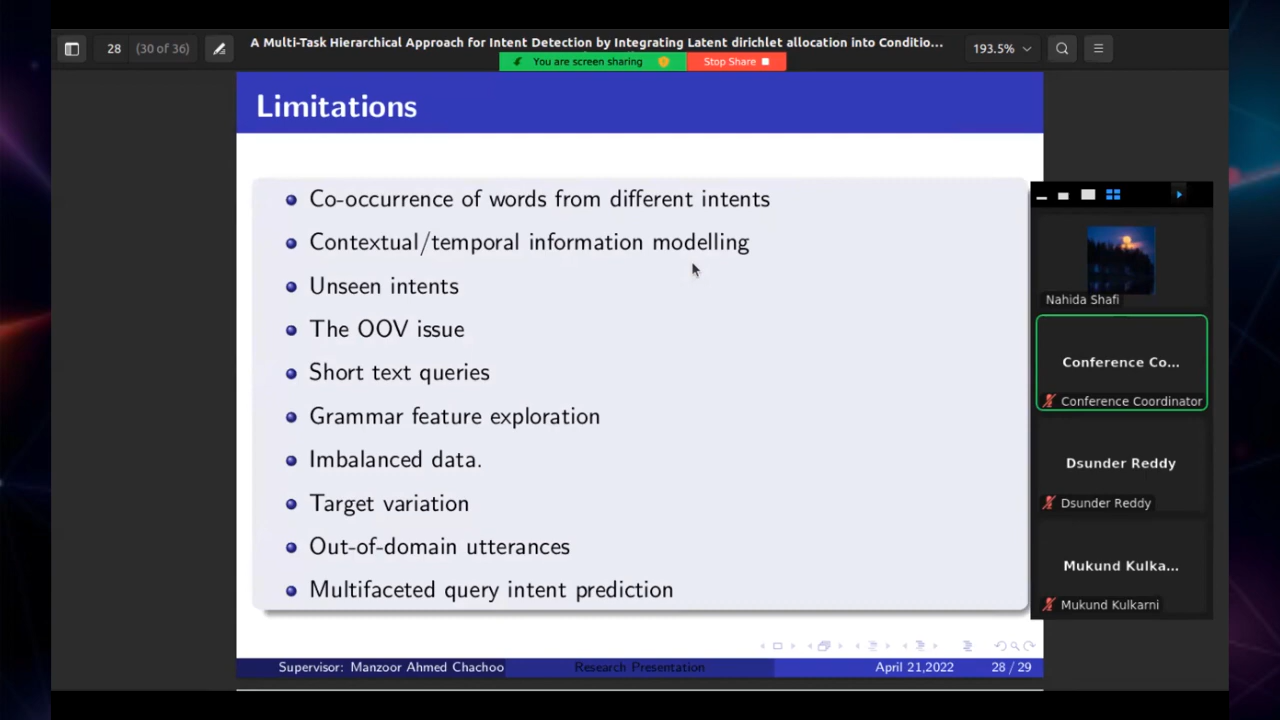 28 (30 of 36) A Multi-Task Hierarchical Approach for Intent Detection by Integrating Latent dirichlet allocation into Conditio... 193.5%
You are screen sharing Stop Share
Limitations
Co-occurrence of words from different intents
Contextual/temporal information modelling
Unseen intents
The OOV issue
Short text queries
Grammar feature exploration
Imbalanced data.
Target variation
Out-of-domain utterances
Multifaceted query intent prediction
Supervisor: Manzoor Ahmed Chachoo Research Presentation April 21,2022 28 / 29
Nahida Shafi
Conference Co...
Conference Coordinator
Dsunder Reddy
Dsunder Reddy
Mukund Kulka...
Mukund Kulkarni